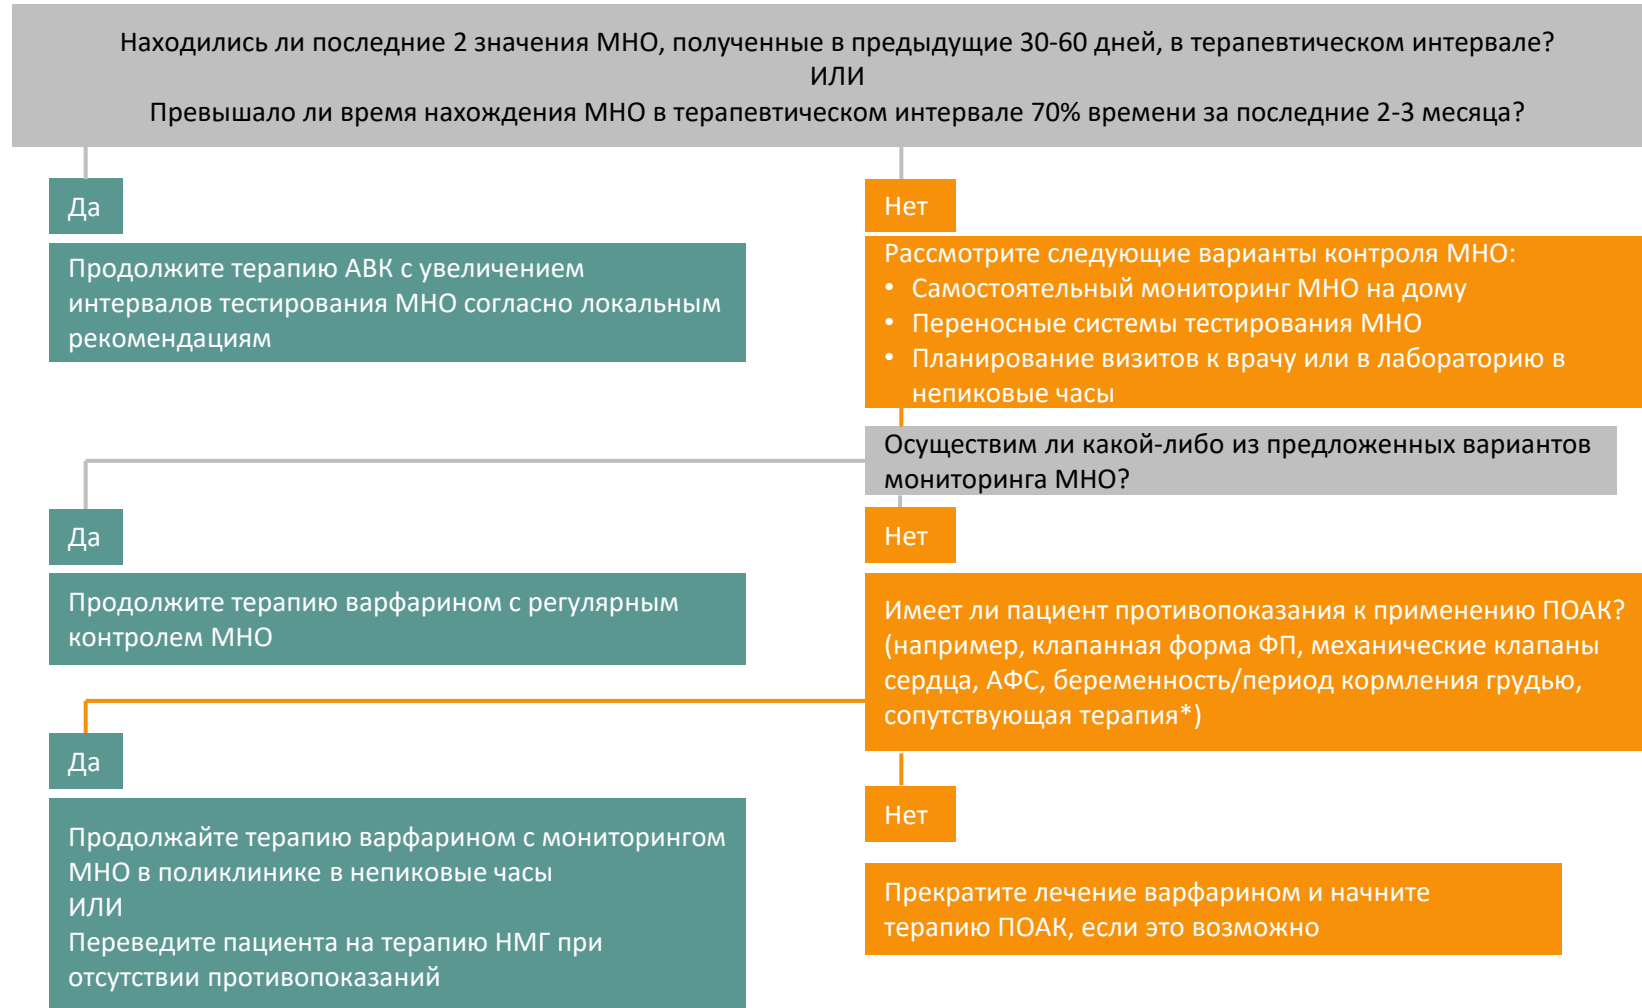 Находились ли последние 2 значения МНО, полученные в предыдущие 30-60 дней, в терапевтическом интервале?
ИЛИ
Превышало ли время нахождения МНО в терапевтическом интервале 70% времени за последние 2-3 месяца?
Да
Продолжите терапию АВК с увеличением
интервалов тестирования МНО согласно локальным
рекомендациям
Нет
Рассмотрите следующие варианты контроля МНО:
• Самостоятельный мониторинг МНО на дому
• Переносные системы тестирования МНО
• Планирование визитов к врачу или в лабораторию в
непиковые часы
Осуществим ли какой-либо из предложенных вариантов
мониторинга МНО?
Да
Продолжите терапию варфарином с регулярным
контролем МНО
Нет
Имеет ли пациент противопоказания к применению ПОАК?
(например, клапанная форма ФП, механические клапаны
сердца, АФС, беременность/период кормления грудью,
сопутствующая терапия*)
Да
Продолжайте терапию варфарином с мониторингом
МНО в поликлинике в непиковые часы
ИЛИ
Переведите пациента на терапию НМГ при
отсутствии противопоказаний
Нет
Прекратите лечение варфарином и начните
терапию ПОАК, если это возможно